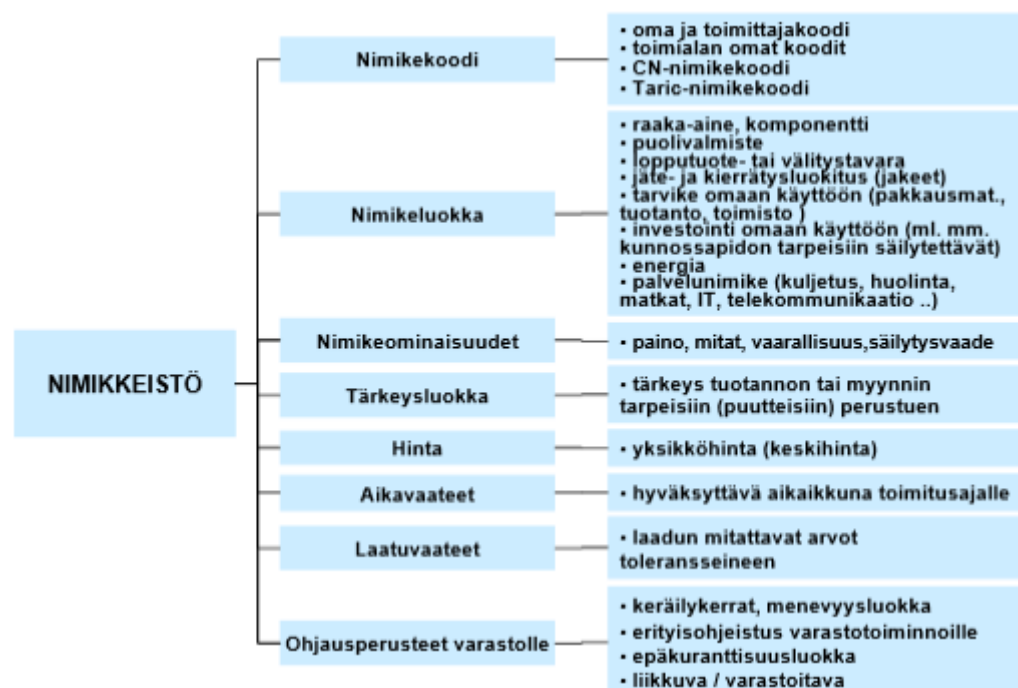 NIMIKKEISTÖ
Nimikekoodi
• oma ja toimittajakoodi
• toimialan omat koodit
• CN-nimikekoodi
• Taric-nimikekoodi
Nimikeluokka
• raaka-aine, komponentti
• puolivalmiste
• lopputuote- tai välitystavara
• jäte- ja kierrätysluokitus (jakeet)
• tarvike omaan käyttöön (pakkausmat.,
tuotanto, toimisto )
• investointi omaan käyttöön (ml. mm.
kunnossapidon tarpeisiin säilytettävät)
• energia
• palvelunimike (kuljetus, huolinta,
matkat, IT, telekommunikaatio ..)
Nimikeominaisuudet
• paino, mitat, vaarallisuus,säilytysvaade
Tärkeysluokka
• tärkeys tuotannon tai myynnin
tarpeisiin (puutteisiin) perustuen
Hinta
• yksikköhinta (keskihinta)
Aikavaateet
• hyväksyttävä aikaikkuna toimitusajalle
Laatuvaateet
• laadun mitattavat arvot
toleransseineen
Ohjausperusteet varastolle
• keräilykerrat, menevyysluokka
• erityisohjeistus varastotoiminnoille
• epäkuranttisuusluokka
• liikkuva / varastoitava